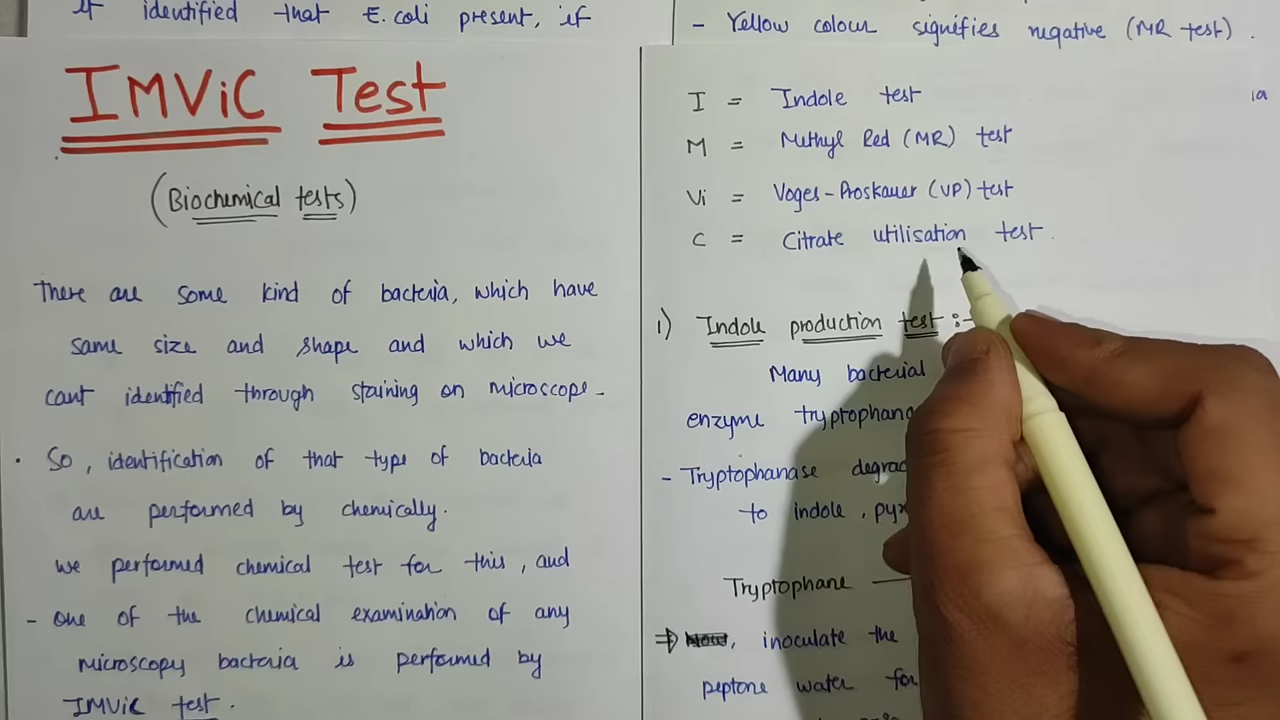 it identified that E. coli present, if
IMViC Test
(Biochemical tests)
There are some kind of bacteria, which have
same size and shape and which we
cant identified through staining on microscope-
· So, identification of that type of bacteria
are performed by chemically.
we performed chemical test for this, and
- one of the chemical examination of any
microscopy bacteria is performed by
IMViC test.
- Yellow colour signifies negative (MR test).
I = Indole test
M = Methyl Red (MR) test
Vi = Voges-Proskauer (VP) test
C = Citrate utilisation test.
1) Indole production test :-
Many bacterial
enzyme
- Tryptophanase
to indole,
Tryptophane
⇒ , inoculate the
peptone water for